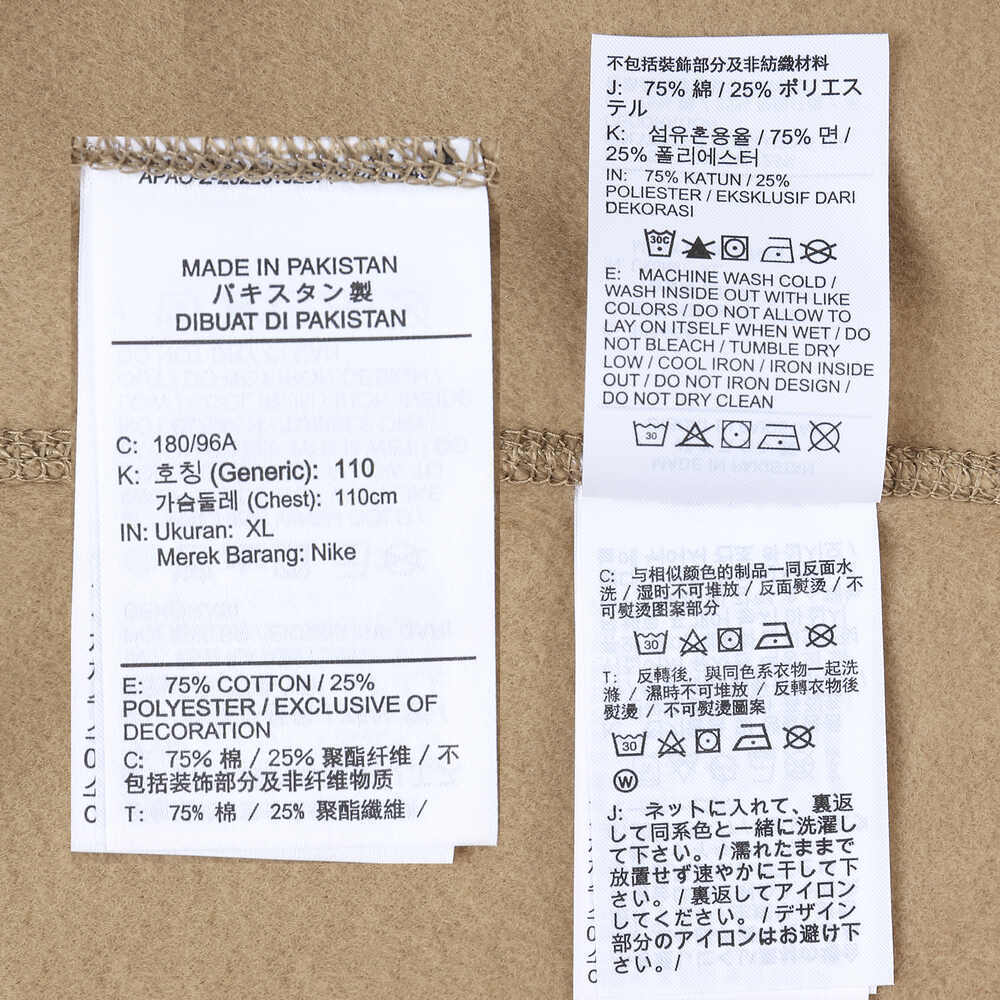 MADE IN PAKISTAN
パキスタン製
DIBUAT DI PAKISTAN
C: 180/96A
K: 호칭 (Generic): 110
가슴둘레 (Chest): 110cm
IN: Ukuran: XL
Merek Barang: Nike
E: 75% COTTON / 25%
POLYESTER / EXCLUSIVE OF
DECORATION
C: 75% 棉 / 25% 聚酯纤维 / 不
包括装饰部分及非纤维物质
T: 75% 棉 / 25% 聚酯纖維 /
不包括裝飾部分及非紡織材料
J: 75% 綿 / 25% ポリエス
テル
K: 섬유혼용율 / 75% 면 /
25% 폴리에스터
IN: 75% KATUN / 25%
POLIESTER / EKSKLUSIF DARI
DEKORASI
30C
E: MACHINE WASH COLD /
WASH INSIDE OUT WITH LIKE
COLORS / DO NOT ALLOW TO
LAY ON ITSELF WHEN WET / DO
NOT BLEACH / TUMBLE DRY
LOW / COOL IRON / IRON INSIDE
OUT / DO NOT IRON DESIGN /
DO NOT DRY CLEAN
30
C: 与相似颜色的制品一同反面水
洗 / 湿时不可堆放 / 反面熨烫 / 不
可熨烫图案部分
30
T: 反轉後，與同色系衣物一起洗
滌 / 濕時不可堆放 / 反轉衣物後
熨燙 / 不可熨燙圖案
30
W
J: ネットに入れて、裏返
して同系色と一緒に洗濯し
て下さい。/ 濡れたままで
放置せず速やかに干して下
さい。/ 裏返してアイロン
してください。/ デザイン
部分のアイロンはお避け下
さい。/